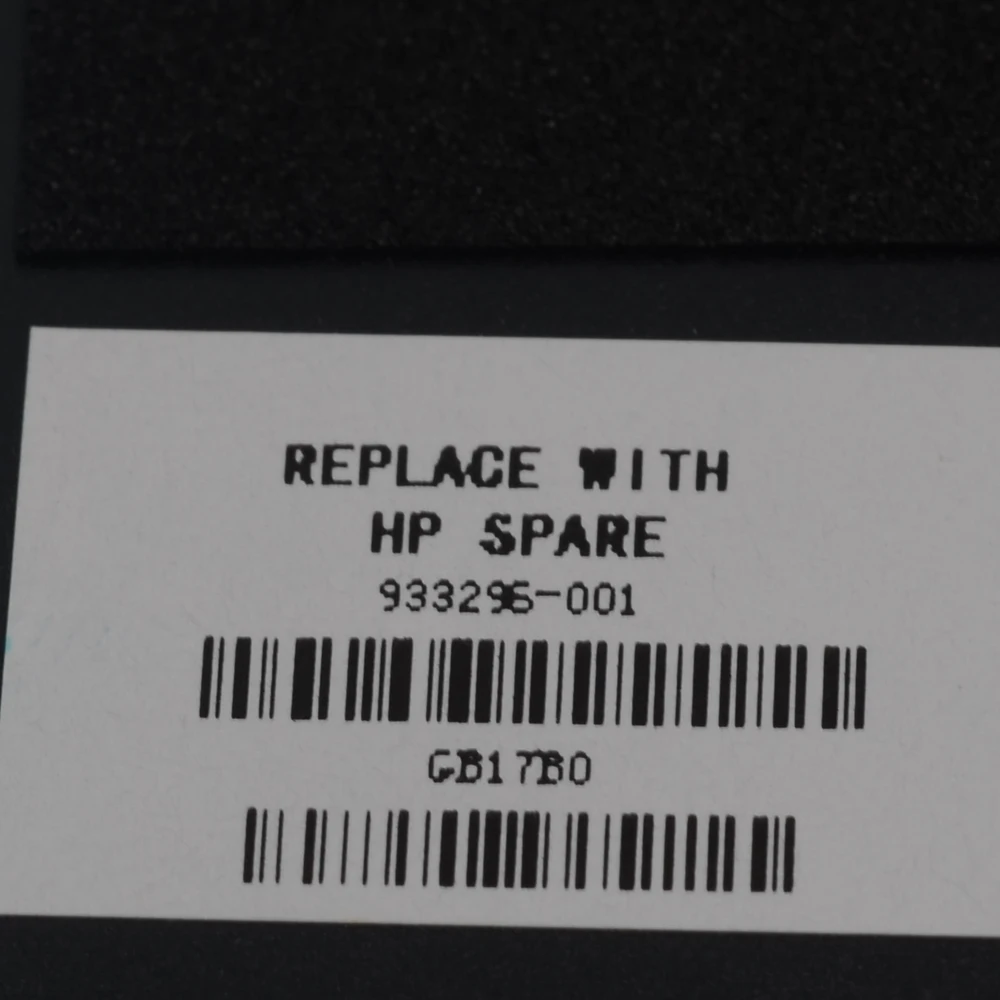 REPLACE WITH
HP SPARE
933296-001
GB17B0